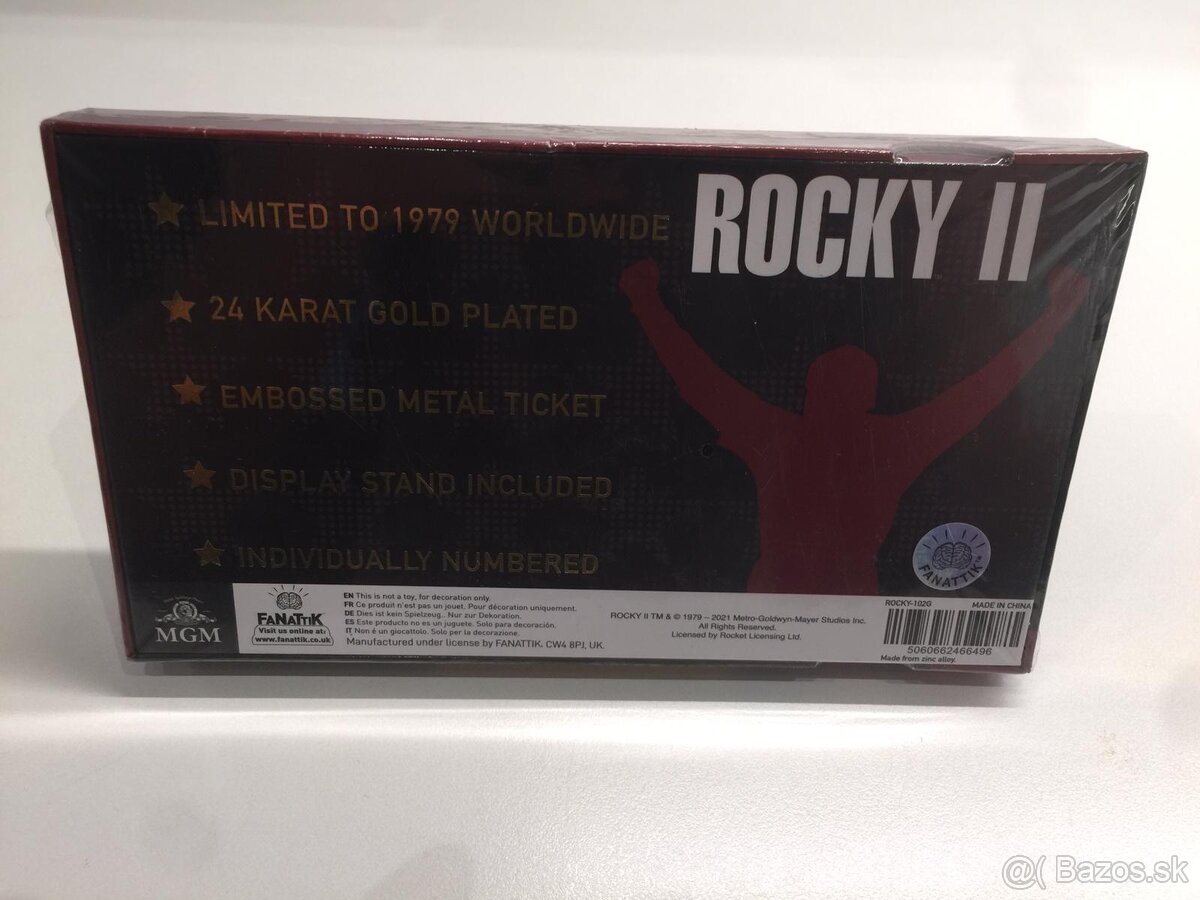 LIMITED TO 1979 WORLDWIDE
ROCKY II
24 KARAT GOLD PLATED
EMBOSSED METAL TICKET
DISPLAY STAND INCLUDED
INDIVIDUALLY NUMBERED
FANATTIK
MGM
FANATTIK
Visit us online at:
www.fanattik.co.uk
EN This is not a toy, for decoration only.
FR Ce produit n'est pas un jouet. Pour décoration uniquement.
DE Dies ist kein Spielzeug.. Nur zur Dekoration.
ES Este producto no es un juguete. Solo para decoración.
IT Non é un giocattolo. Solo per la decorazione.
Manufactured under license by FANATTIK. CW4 8PJ, UK.
ROCKY II TM & © 1979 – 2021 Metro-Goldwyn-Mayer Studios Inc.
All Rights Reserved.
Licensed by Rocket Licensing Ltd.
ROCKY-102G MADE IN CHINA
5060662466496
Made from zinc alloy.
@( Bazos.sk